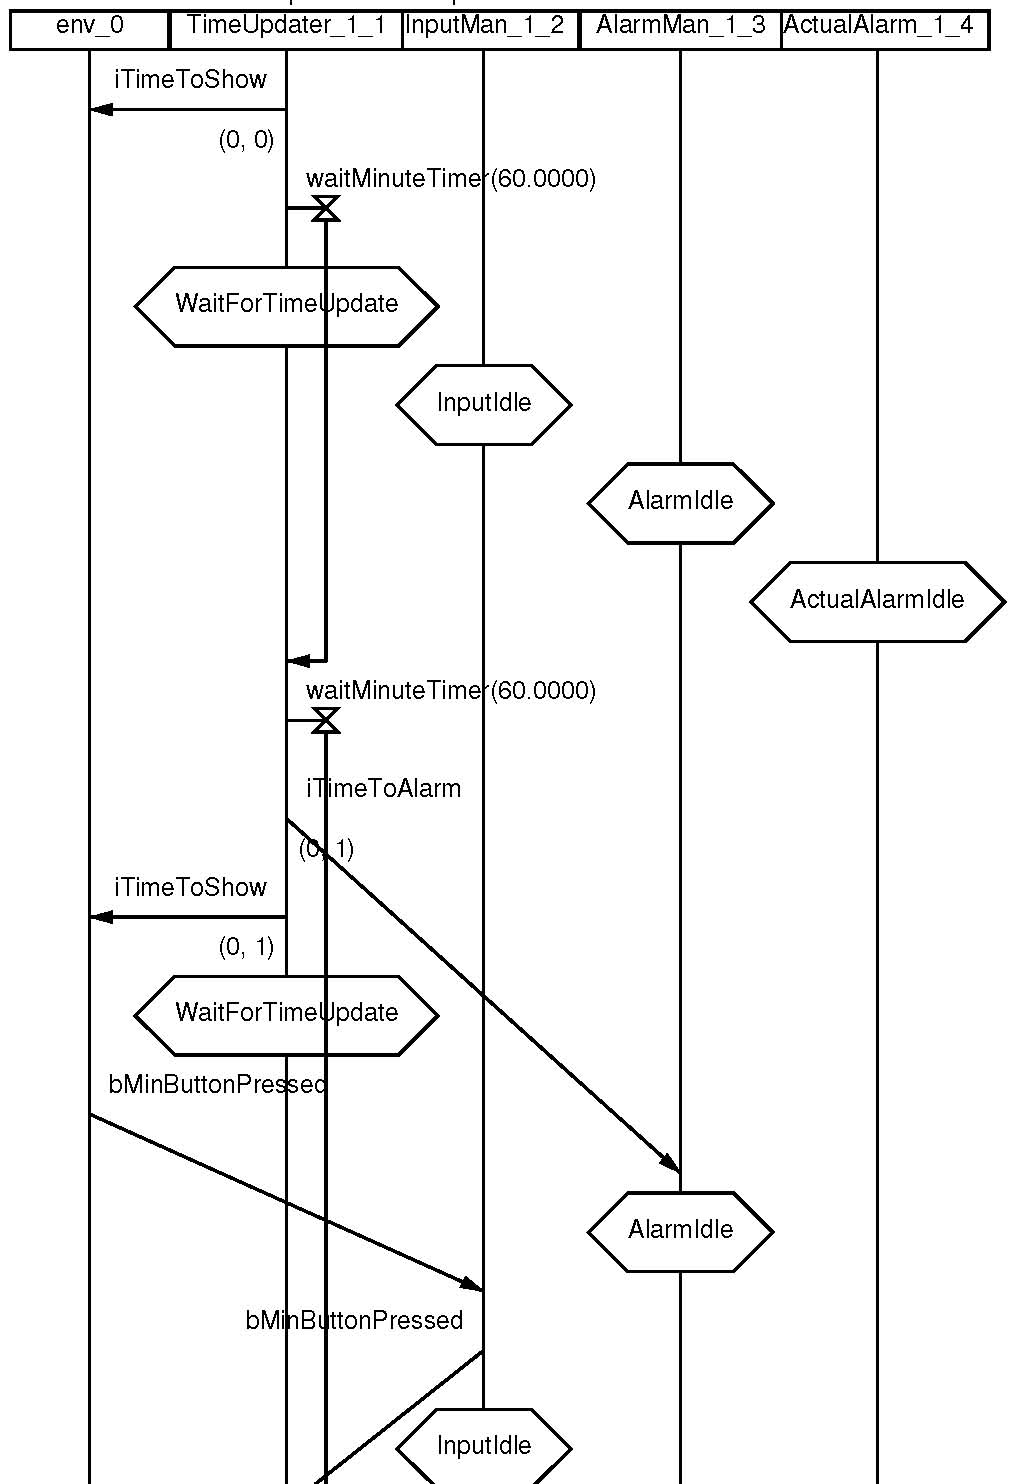 env_0 TimeUpdater_1_1 InputMan_1_2 AlarmMan_1_3 ActualAlarm_1_4
iTimeToShow
(0, 0)
waitMinuteTimer(60.0000)
WaitForTimeUpdate
InputIdle
AlarmIdle
ActualAlarmIdle
waitMinuteTimer(60.0000)
iTimeToAlarm
(0, 1)
iTimeToShow
(0, 1)
WaitForTimeUpdate
bMinButtonPressed
AlarmIdle
bMinButtonPressed
InputIdle